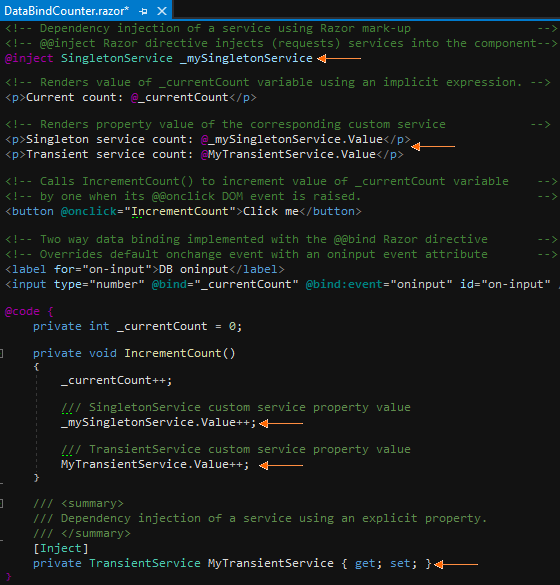 DataBindCounter.razor*
<!-- Dependency injection of a service using Razor mark-up -->
<!-- @@inject Razor directive injects (requests) services into the component-->
@inject SingletonService _mySingletonService
<!-- Renders value of _currentCount variable using an implicit expression. -->
<p>Current count: @_currentCount</p>
<!-- Renders property value of the corresponding custom service -->
<p>Singleton service count: @_mySingletonService.Value</p>
<p>Transient service count: @MyTransientService.Value</p>
<!-- Calls IncrementCount() to increment value of _currentCount variable -->
<!-- by one when its @@onclick DOM event is raised. -->
<button @onclick="IncrementCount">Click me</button>
<!-- Two way data binding implemented with the @@bind Razor directive -->
<!-- Overrides default onchange event with an oninput event attribute -->
<label for="on-input">DB oninput</label>
<input type="number" @bind="_currentCount" @bind:event="oninput" id="on-input" /
@code {
private int _currentCount = 0;
private void IncrementCount()
{
_currentCount++;
/// SingletonService custom service property value
_mySingletonService.Value++;
/// TransientService custom service property value
MyTransientService.Value++;
}
/// <summary>
/// Dependency injection of a service using an explicit property.
/// </summary>
[Inject]
private TransientService MyTransientService { get; set; }
}